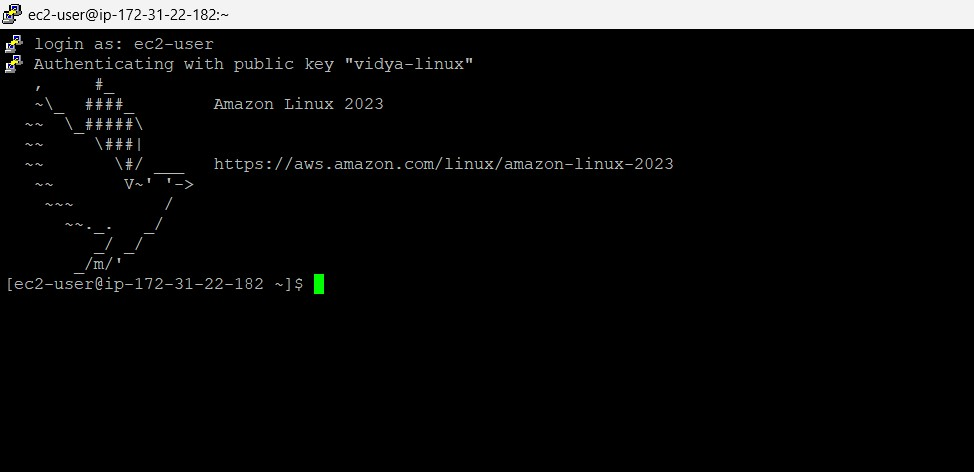 ec2-user@ip-172-31-22-182:~
login as: ec2-user
Authenticating with public key "vidya-linux"
   ,     #_
   ~\_  ####_        Amazon Linux 2023
  ~~  \_#####\
  ~~     \###|
  ~~       \#/ ___   https://aws.amazon.com/linux/amazon-linux-2023
   ~~       V~' '->
    ~~~         /
      ~~._.   _/
         _/ _/
       _/m/'
[ec2-user@ip-172-31-22-182 ~]$